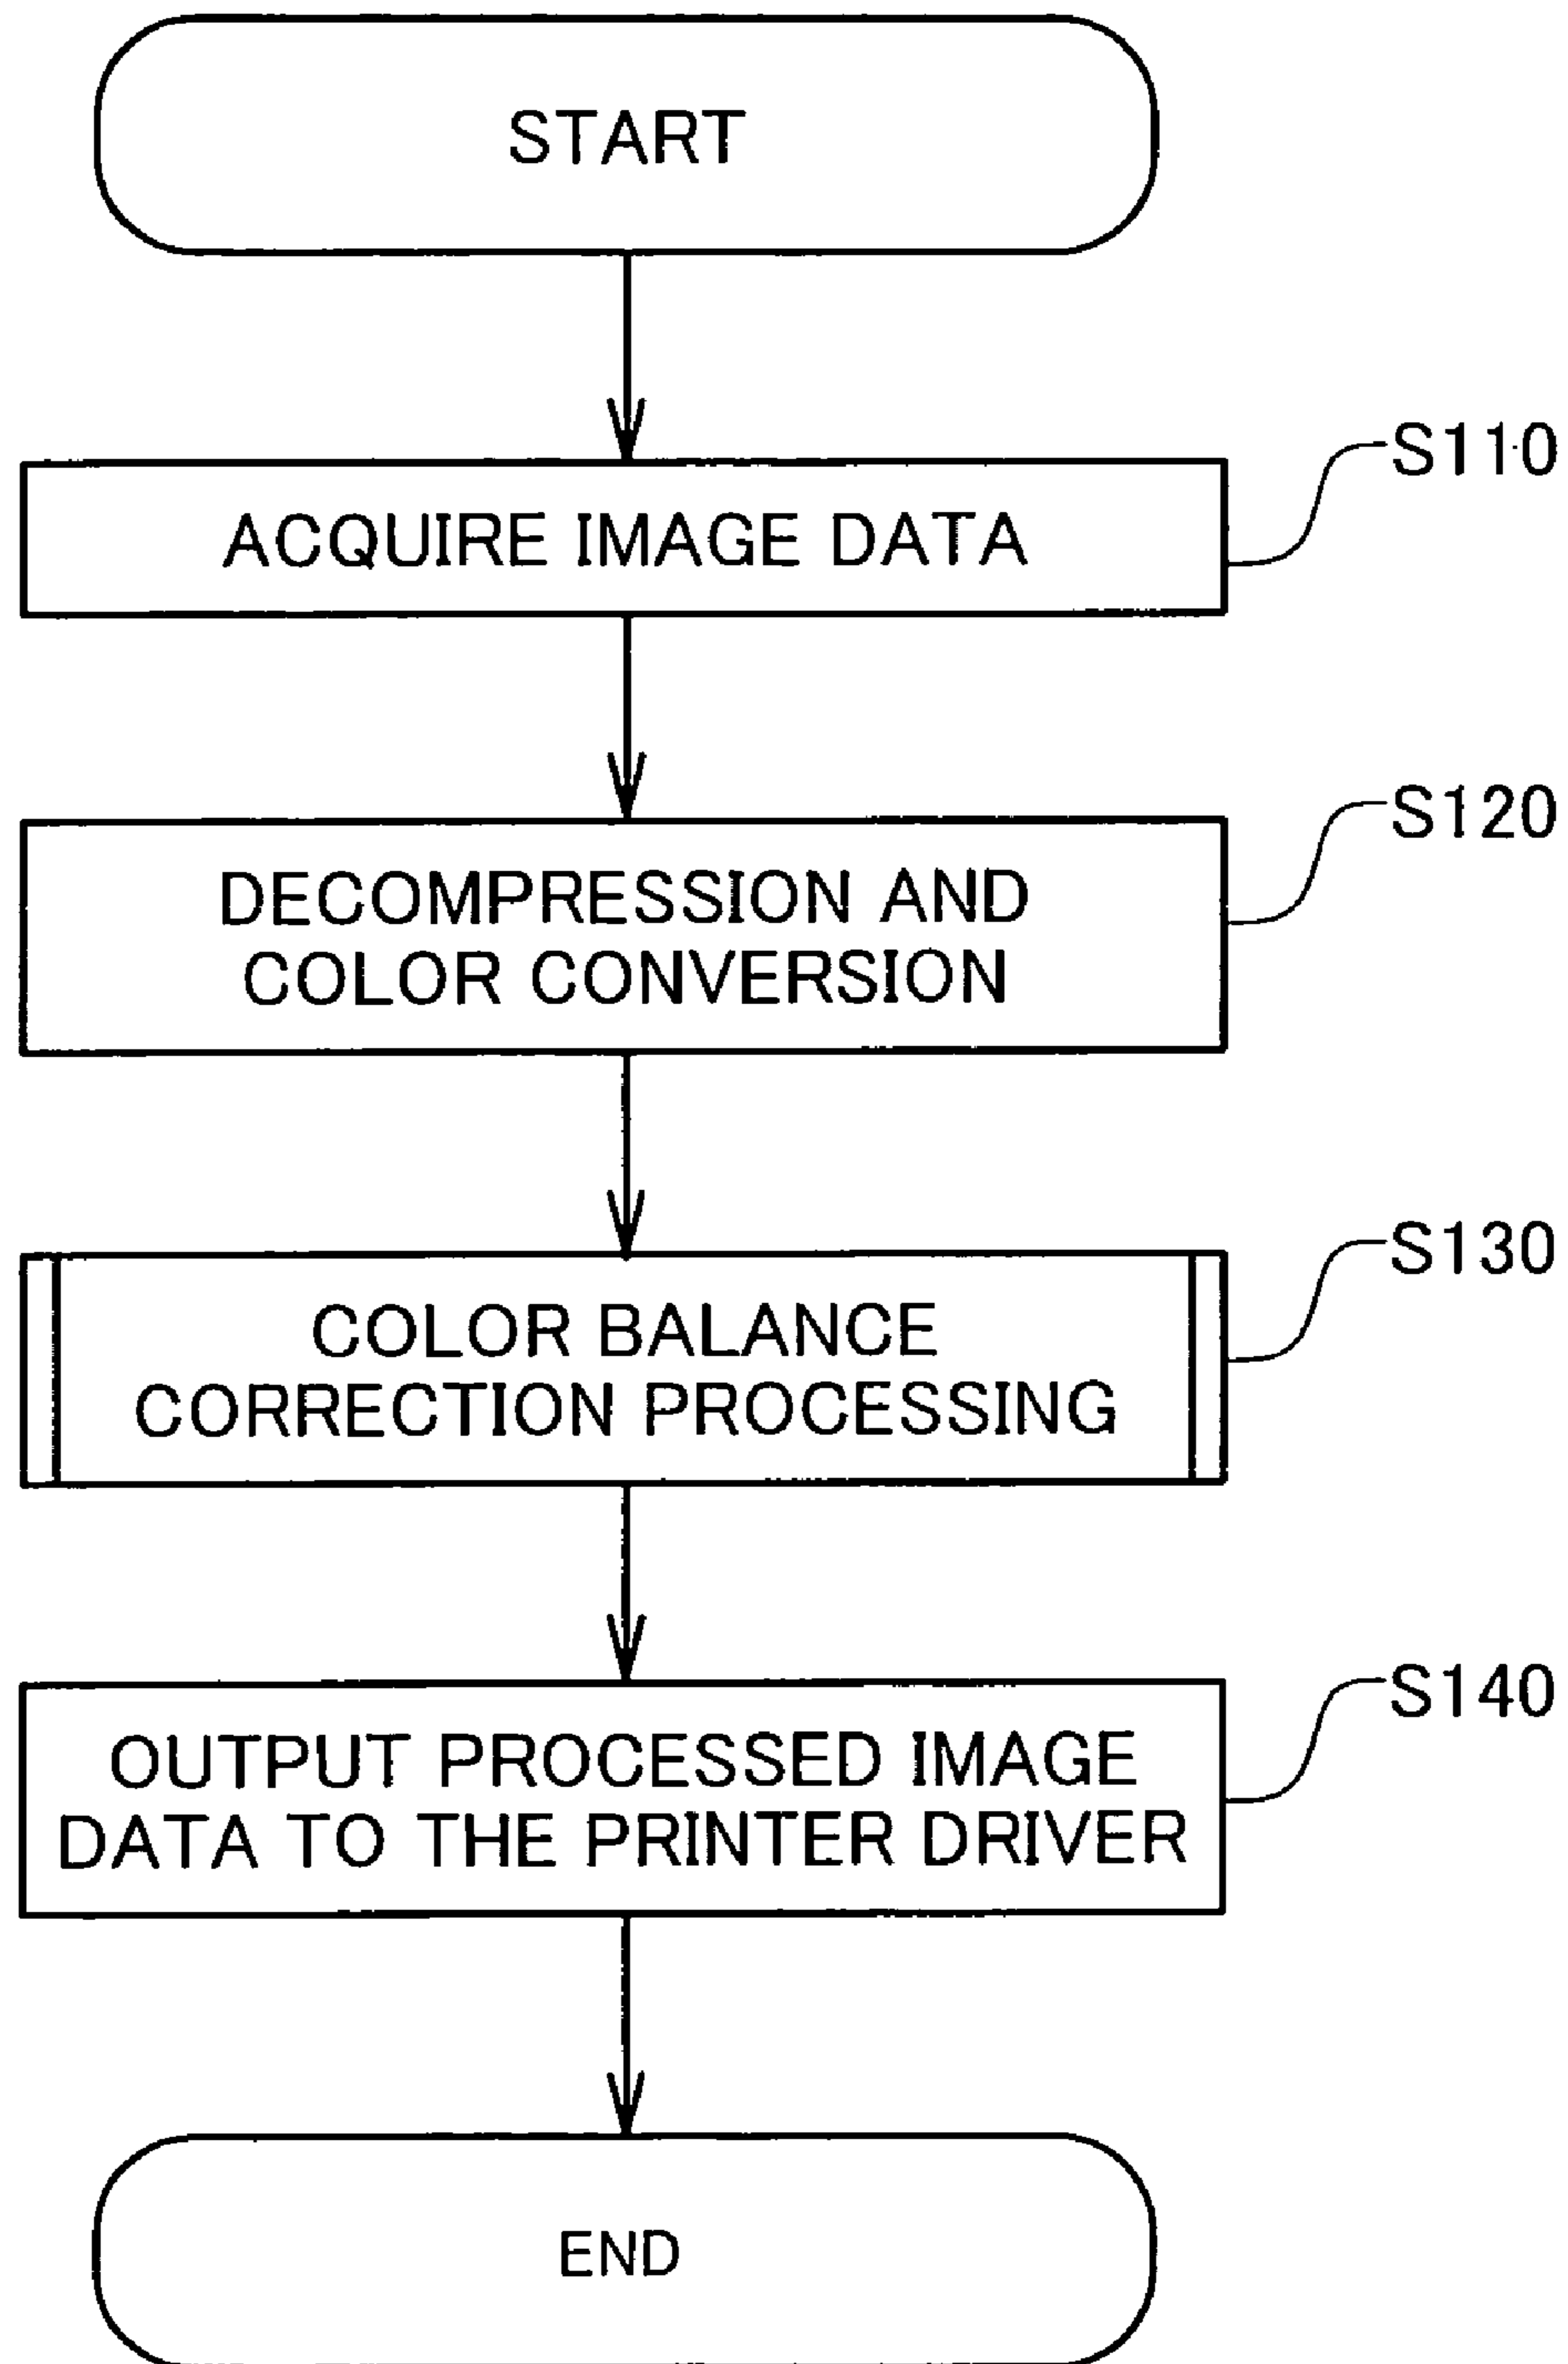 START
S110
ACQUIRE IMAGE DATA
S120
DECOMPRESSION AND
COLOR CONVERSION
S130
COLOR BALANCE
CORRECTION PROCESSING
S140
OUTPUT PROCESSED IMAGE
DATA TO THE PRINTER DRIVER
END